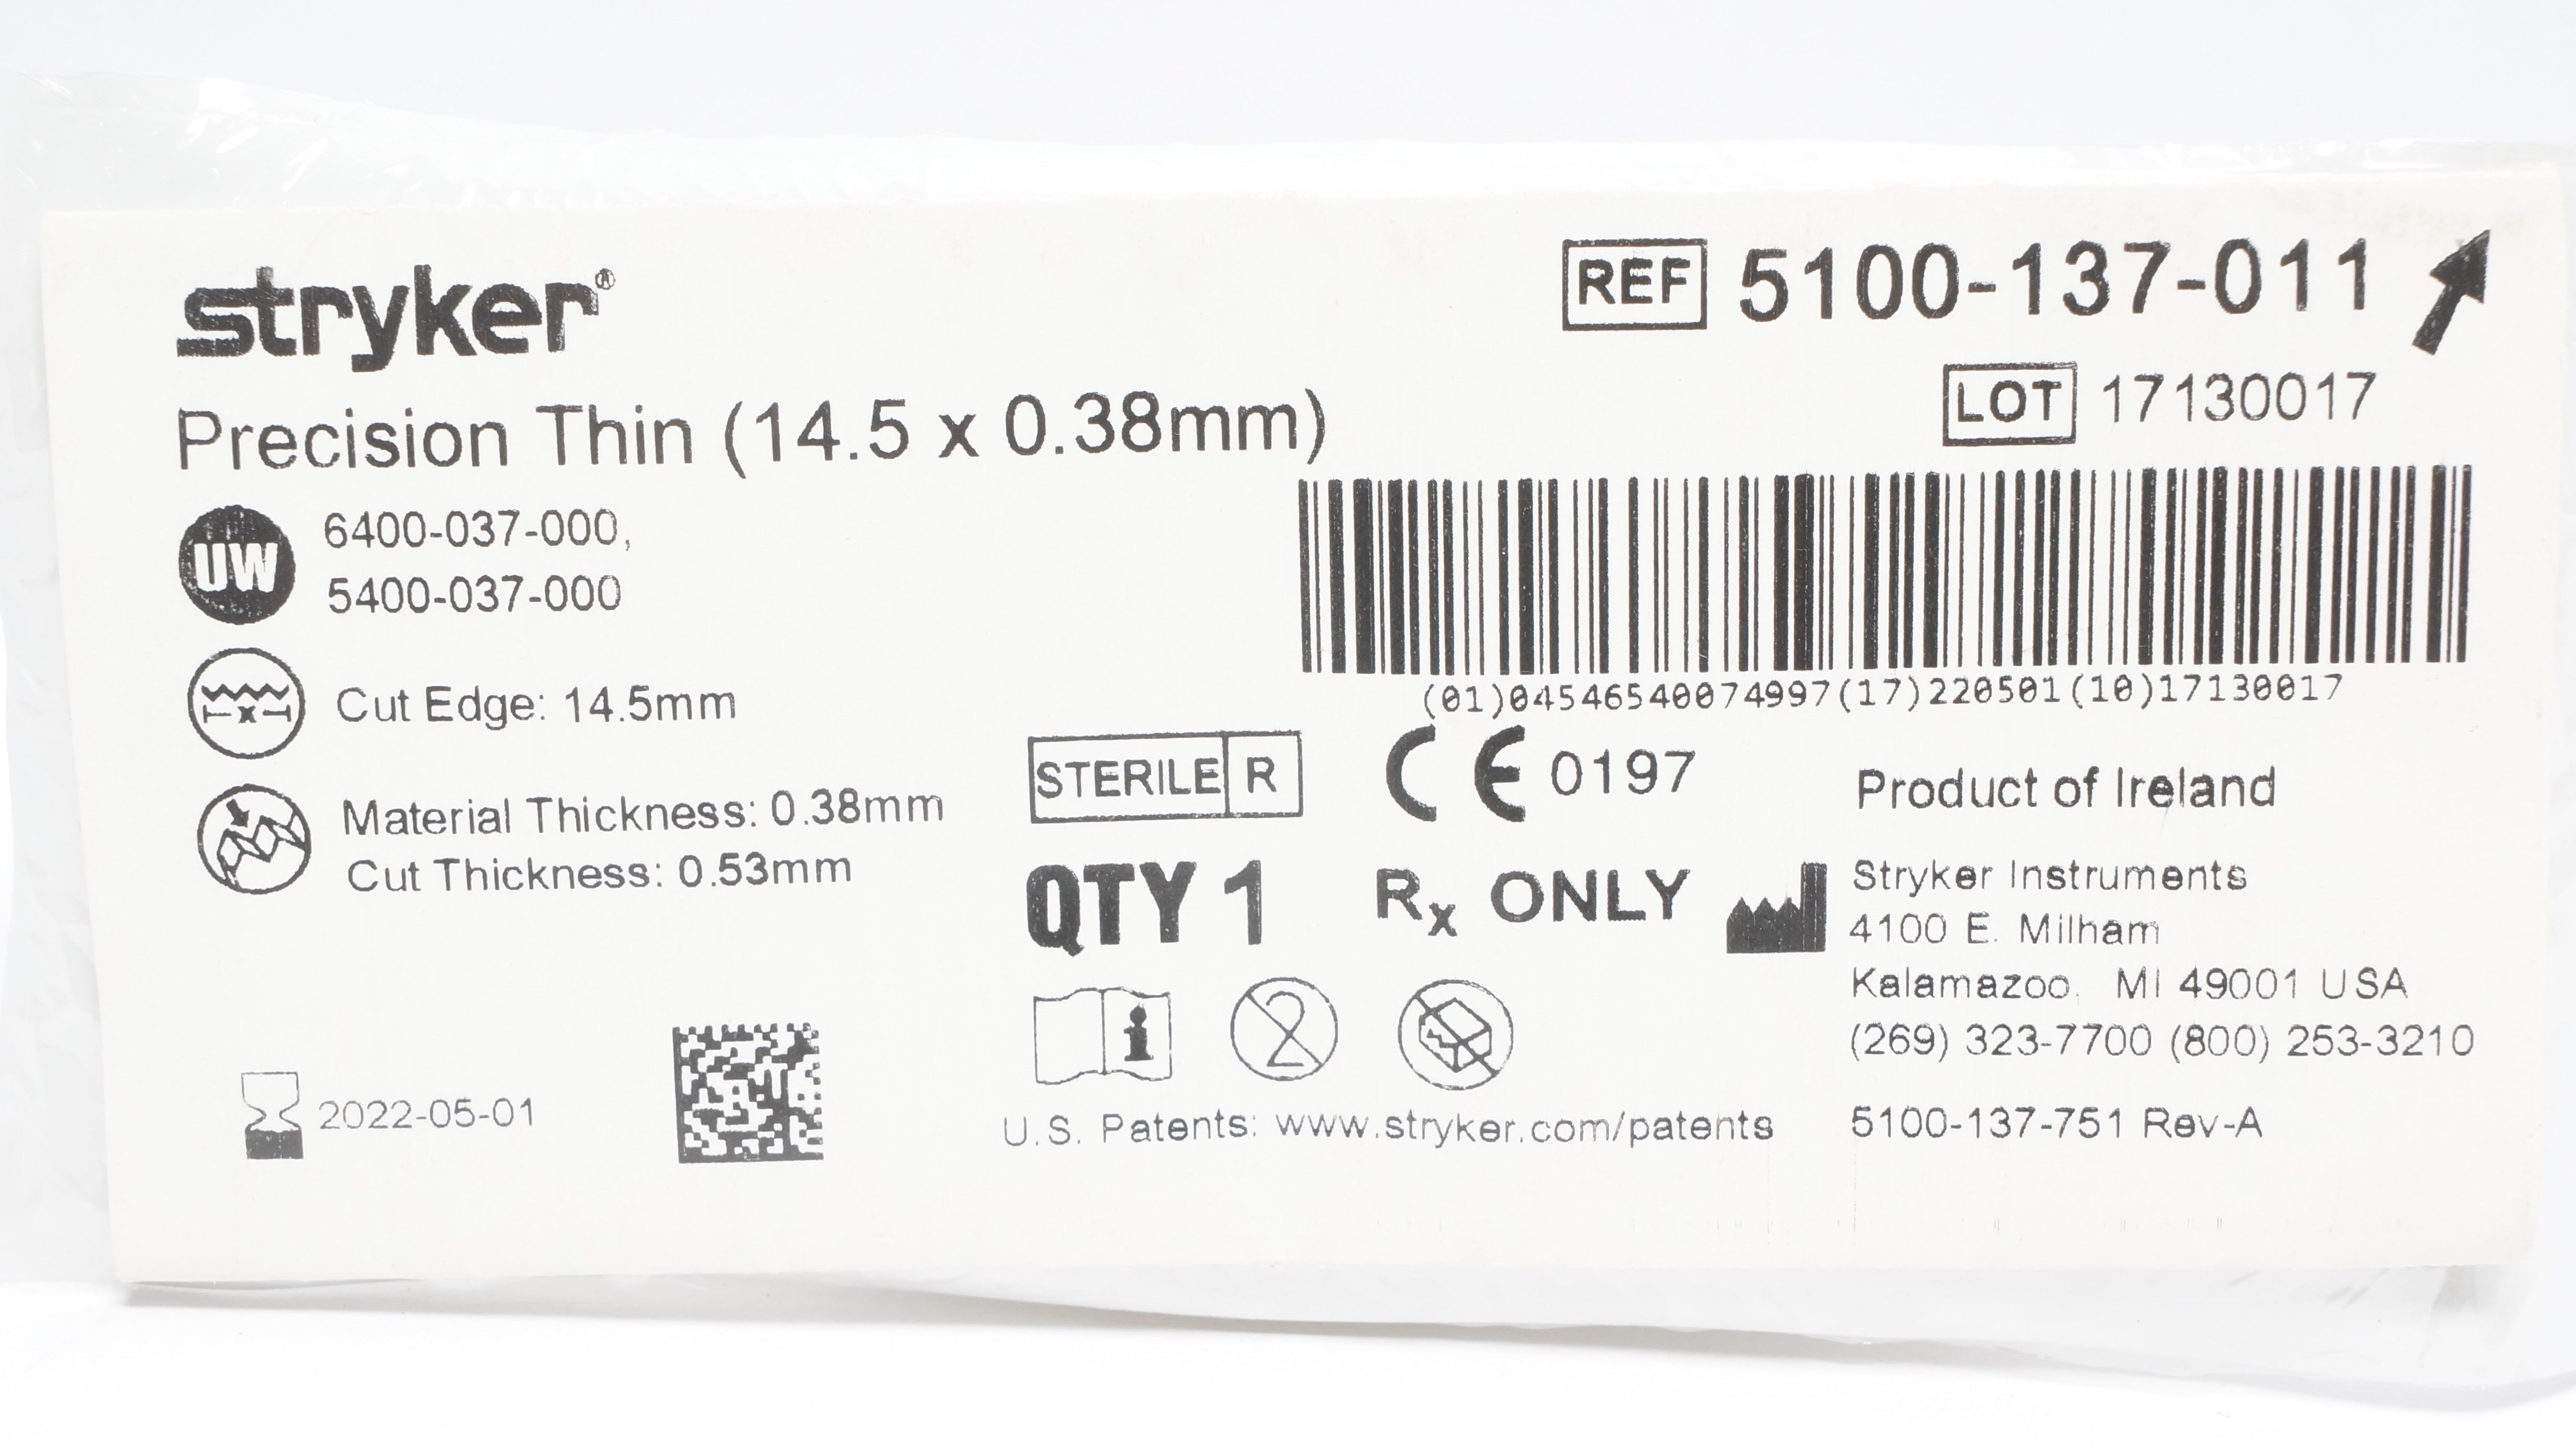 stryker®
REF 5100-137-011
LOT 17130017
Precision Thin (14.5 x 0.38mm)
UW 6400-037-000,
5400-037-000
(01)04546540074997(17)220501(10)17130017
x Cut Edge: 14.5mm
Material Thickness: 0.38mm
Cut Thickness: 0.53mm
STERILE R
CE 0197
Product of Ireland
QTY 1
Rx ONLY
Stryker Instruments
4100 E. Milham
Kalamazoo, MI 49001 USA
(269) 323-7700 (800) 253-3210
i
2
2022-05-01
U.S. Patents: www.stryker.com/patents
5100-137-751 Rev-A